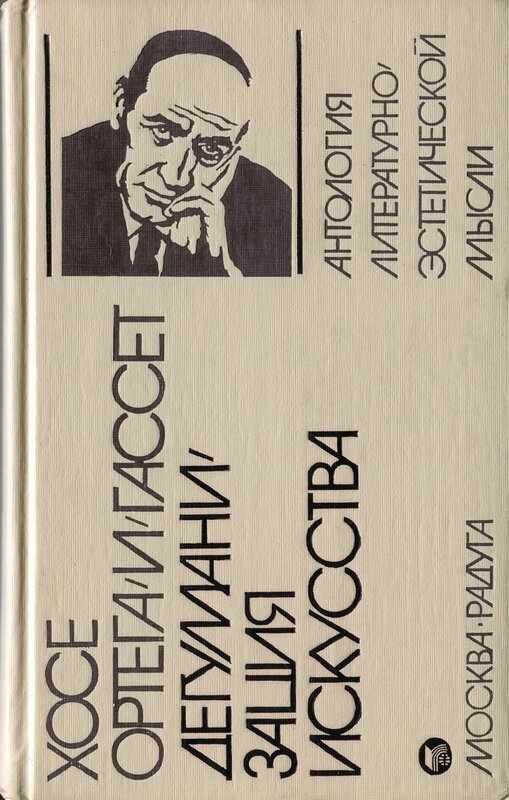 ХОСЕ
ОРТЕГА-И-ГАССЕТ
ДЕГУМАНИ-
ЗАЦИЯ
ИСКУССТВА
АНТОЛОГИЯ
ЛИТЕРАТУРНО-
ЭСТЕТИЧЕСКОЙ
МЫСЛИ
МОСКВА·РАДУГА